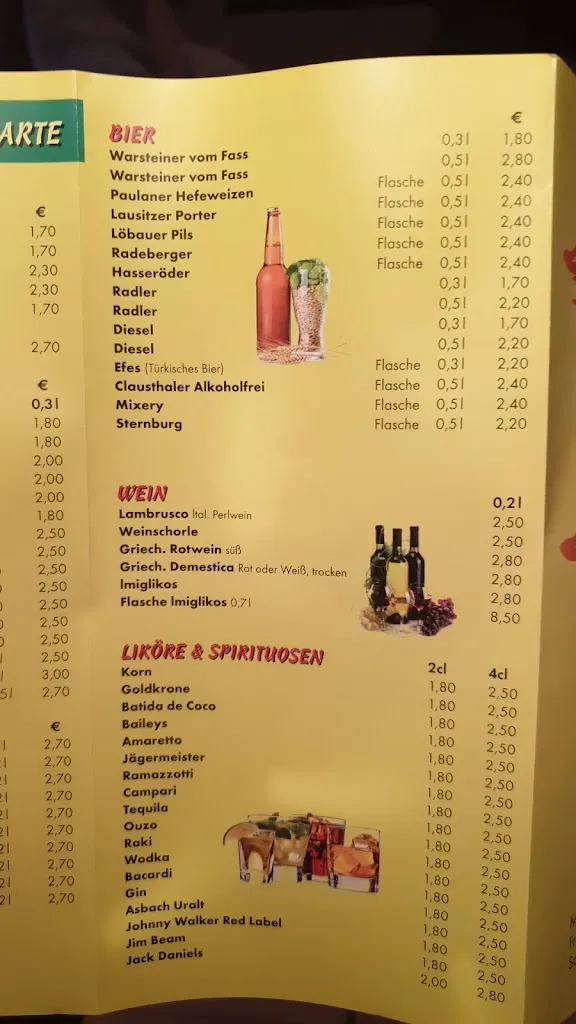 ARTE
€
1,70
1,70
2,30
2,30
1,70
2,70
€
0,3l
1,80
1,80
2,00
2,00
2,00
1,80
2,50
2,50
2,50
2,50
2,50
2,50
2,50
2,50
3,00
5l 2,70
€
2,70
2l 2,70
2l 2,70
2l 2,70
2l 2,70
2l 2,70
2l 2,70
2l 2,70
2l 2,70
2l 2,70
BIER €
Warsteiner vom Fass 0,3l 1,80
Warsteiner vom Fass 0,5l 2,80
Paulaner Hefeweizen Flasche 0,5l 2,40
Lausitzer Porter Flasche 0,5l 2,40
Löbauer Pils Flasche 0,5l 2,40
Radeberger Flasche 0,5l 2,40
Hasseröder Flasche 0,5l 2,40
Radler 0,3l 1,70
Radler 0,5l 2,20
Diesel 0,3l 1,70
Diesel 0,5l 2,20
Efes (Türkisches Bier) Flasche 0,3l 2,20
Clausthaler Alkoholfrei Flasche 0,5l 2,40
Mixery Flasche 0,5l 2,40
Sternburg Flasche 0,5l 2,20
WEIN 0,2l
Lambrusco Ital. Perlwein 2,50
Weinschorle 2,50
Griech. Rotwein süß 2,80
Griech. Demestica Rot oder Weiß, trocken 2,80
Imiglikos 2,80
Flasche Imiglikos 0,7l 8,50
LIKÖRE & SPIRITUOSEN 2cl 4cl
Korn 1,80 2,50
Goldkrone 1,80 2,50
Batida de Coco 1,80 2,50
Baileys 1,80 2,50
Amaretto 1,80 2,50
Jägermeister 1,80 2,50
Ramazzotti 1,80 2,50
Campari 1,80 2,50
Tequila 1,80 2,50
Ouzo 1,80 2,50
Raki 1,80 2,50
Wodka 1,80 2,50
Bacardi 1,80 2,50
Gin 1,80 2,50
Asbach Uralt 1,80 2,50
Johnny Walker Red Label 1,80 2,50
Jim Beam 1,80 2,50
Jack Daniels 2,00 2,80